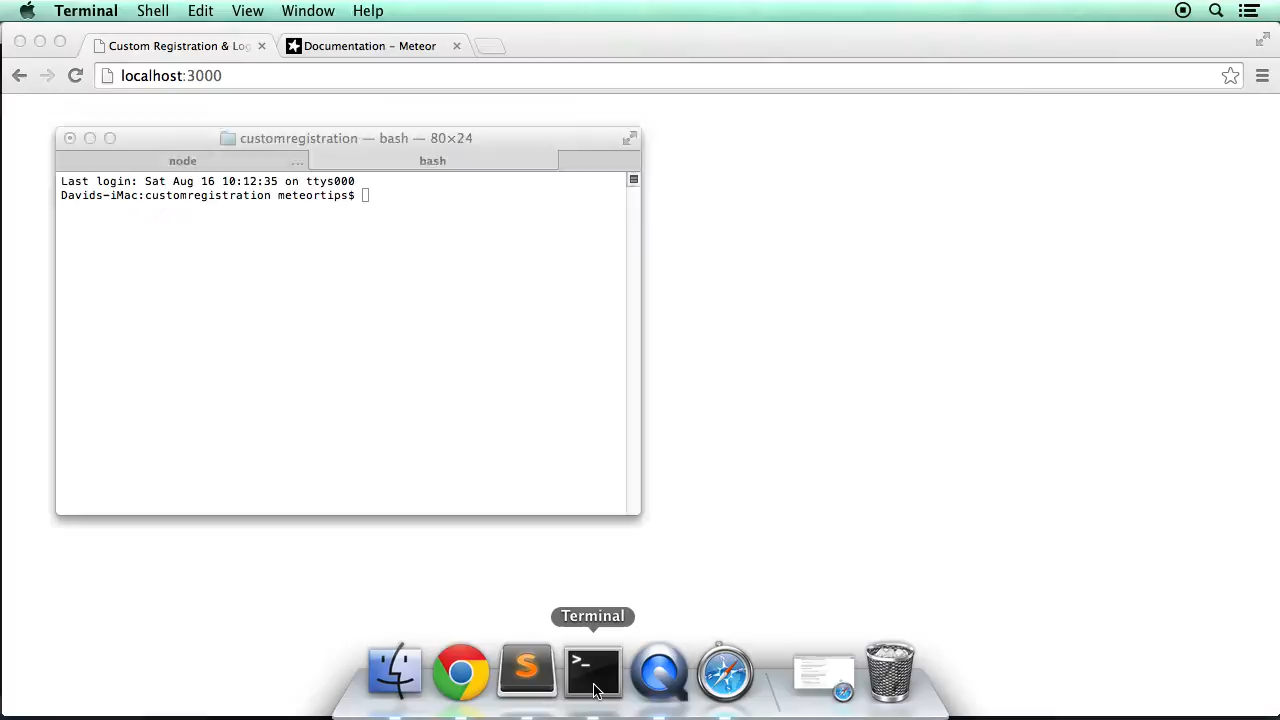 Terminal Shell Edit View Window Help
Custom Registration & Log
Documentation – Meteor
localhost:3000
customregistration — bash — 80×24
node ... bash
Last login: Sat Aug 16 10:12:35 on ttys000
Davids-iMac:customregistration meteortips$
Terminal